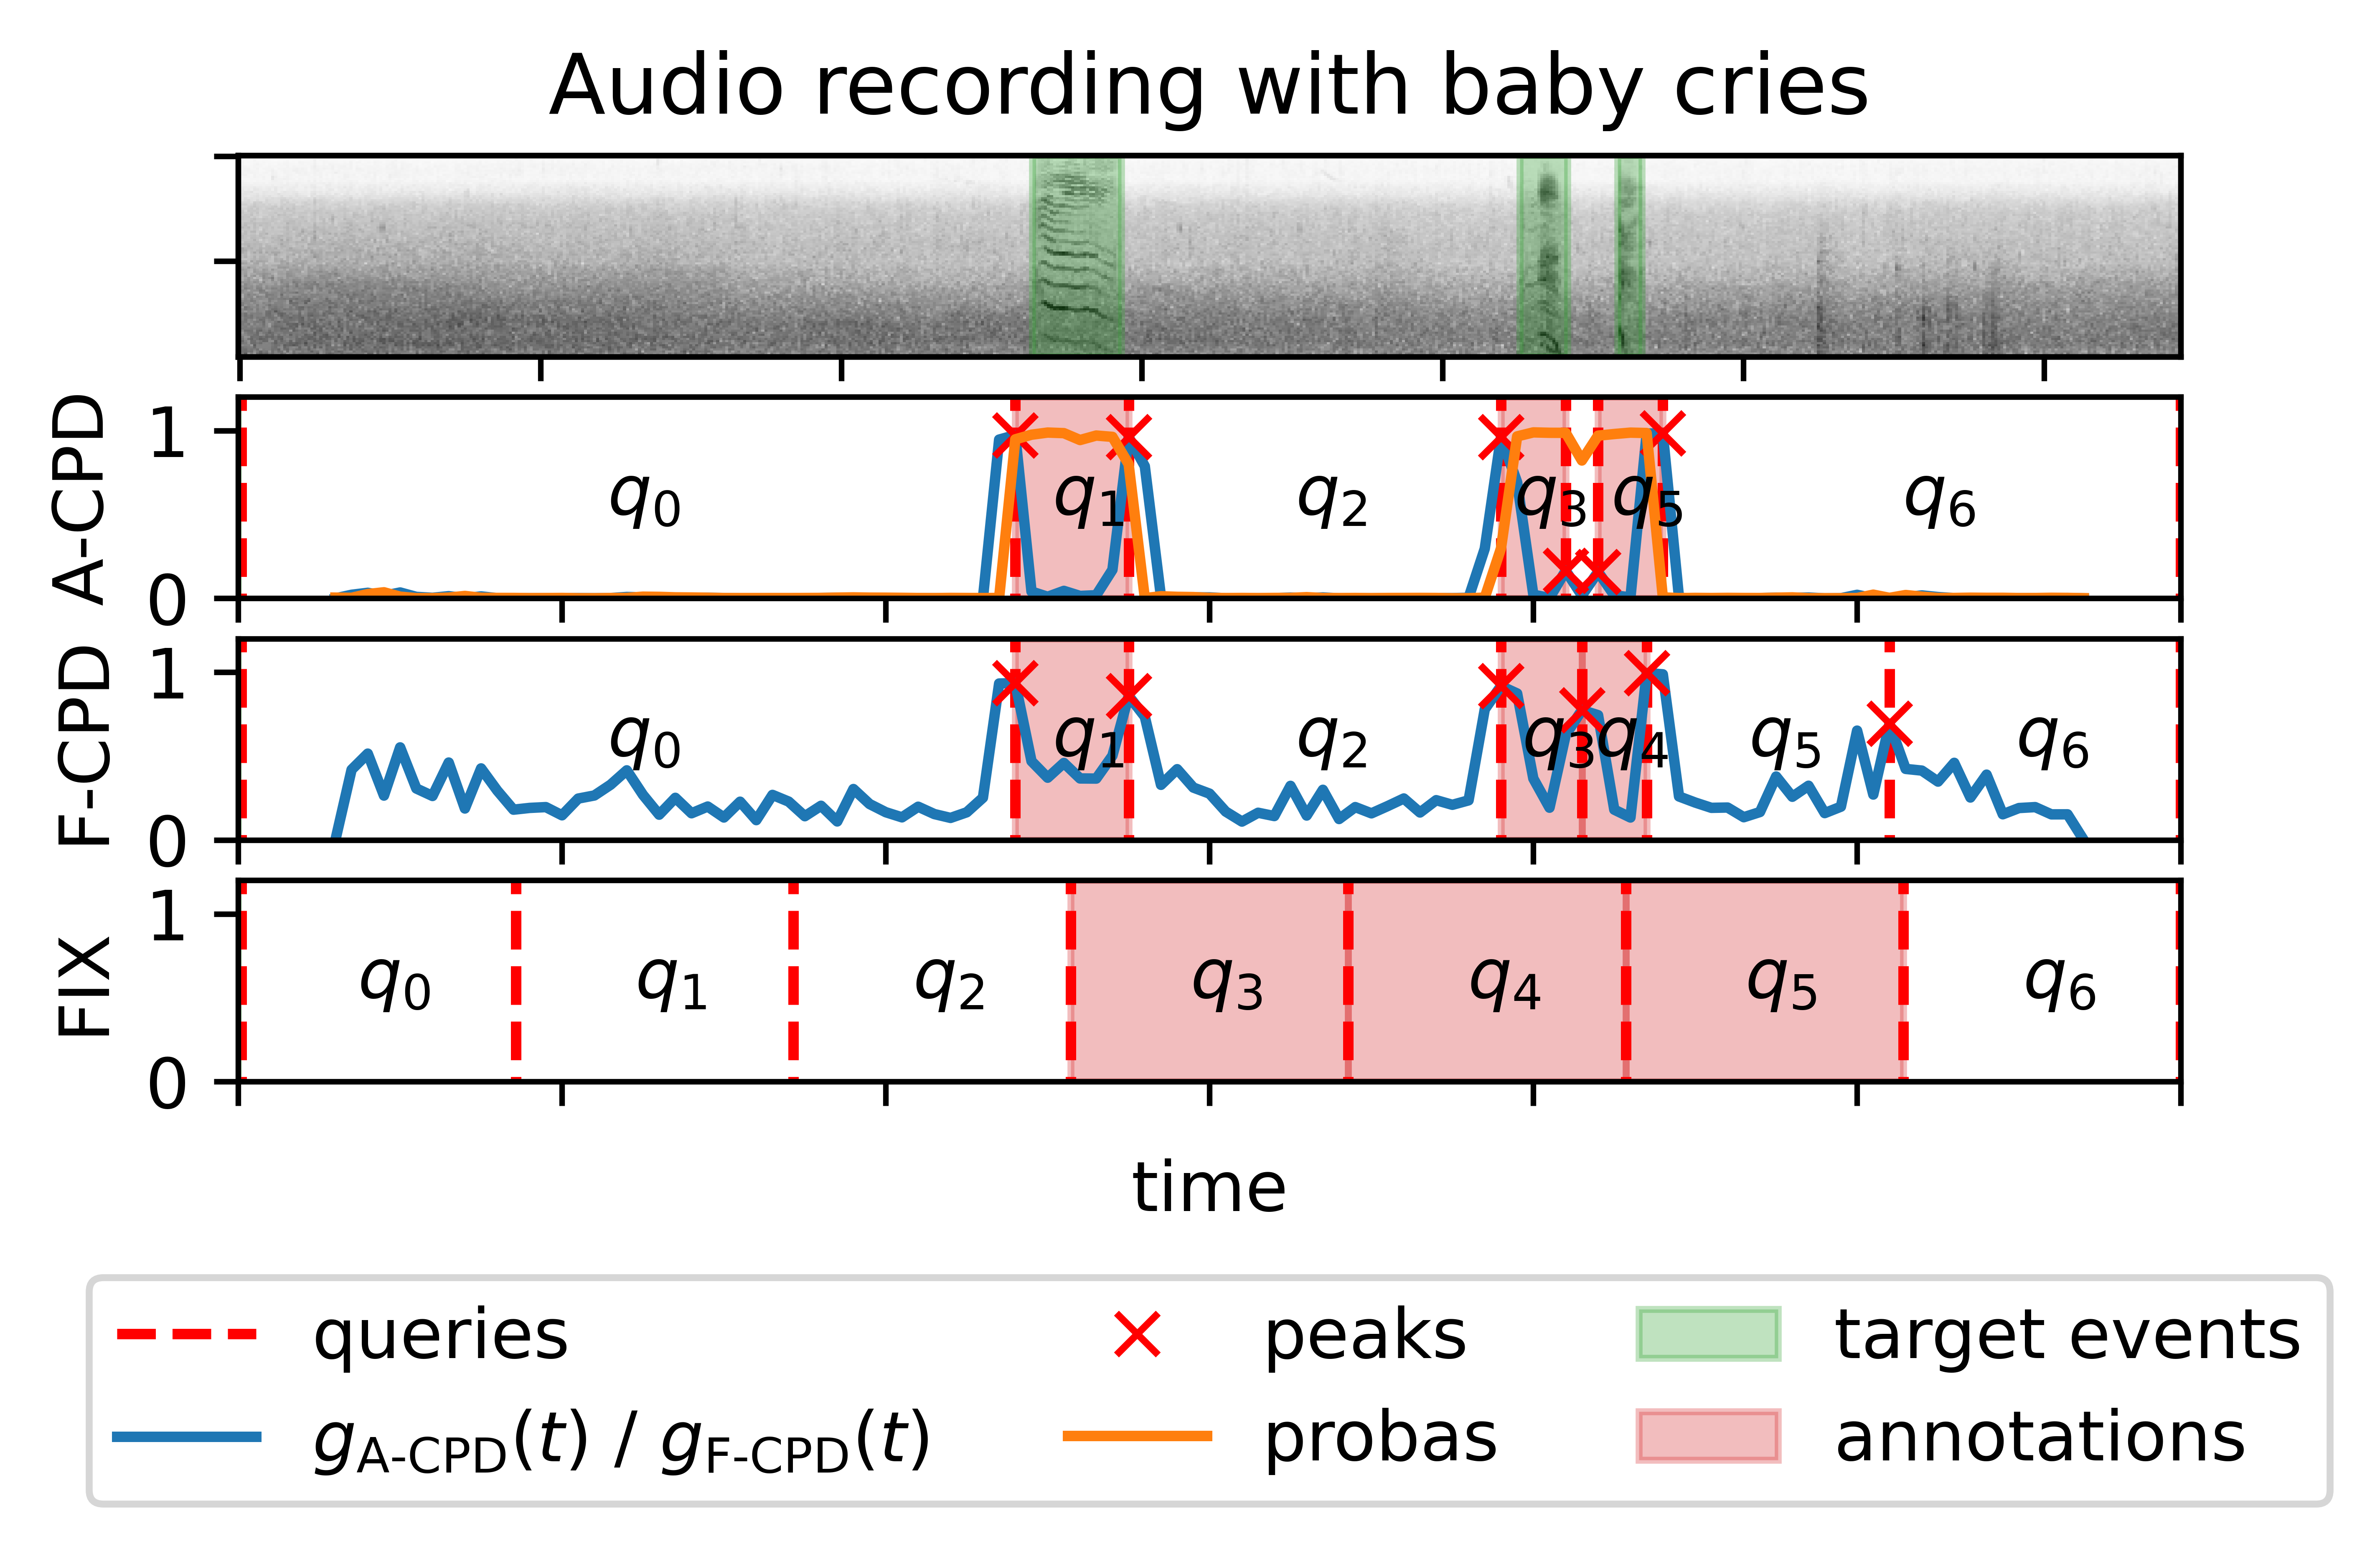 Audio recording with baby cries
A-CPD
1
0
q₀ q₁ q₂ q₃ q₅ q₆
F-CPD
1
0
q₀ q₁ q₂ q₃ q₄ q₅ q₆
FIX
1
0
q₀ q₁ q₂ q₃ q₄ q₅ q₆
time
queries
g_A-CPD(t) / g_F-CPD(t)
peaks
probas
target events
annotations